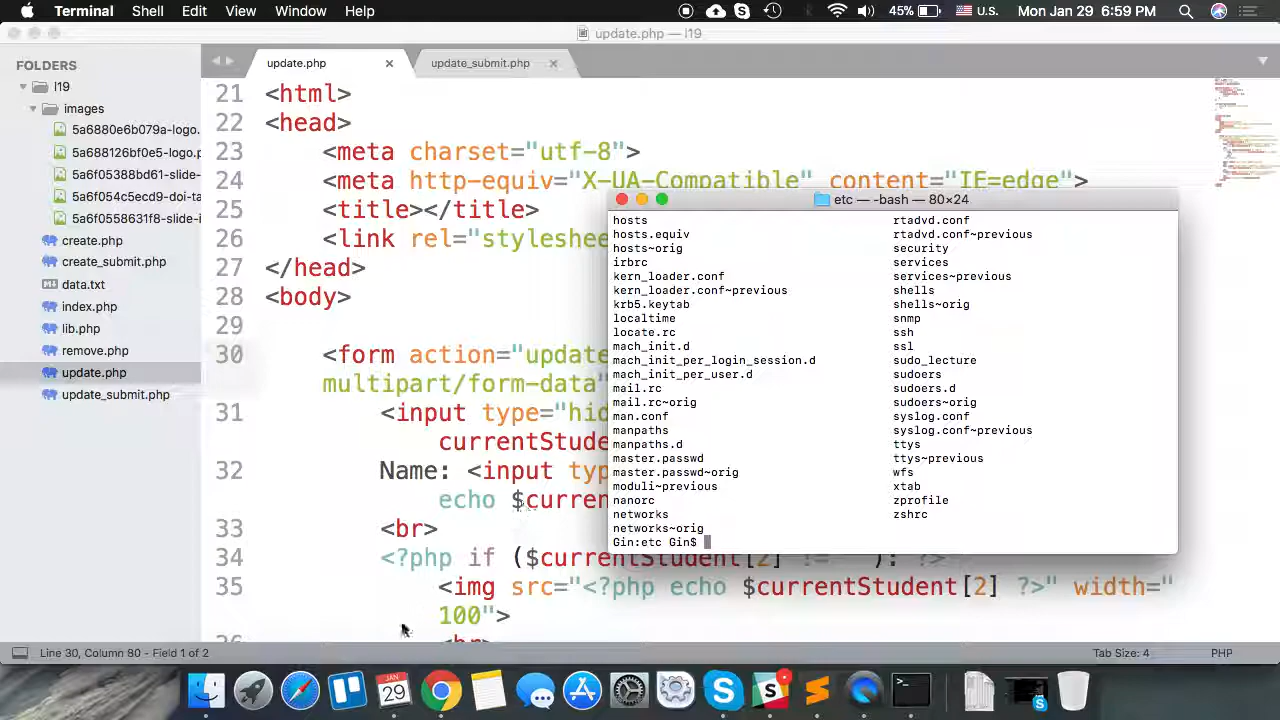 Terminal Shell Edit View Window Help 45% U.S. Mon Jan 29 6:59 PM
update.php — l19
FOLDERS
l19
images
5a6880e6b079a-logo.
5a688126bf0e5-logo.p
5a6f05388bd61-slide-
5a6f054c5ecd9-doi-ta
5a6f0558631f8-slide-i
create.php
create_submit.php
data.txt
index.php
lib.php
remove.php
update.php
update_submit.php
update.php update_submit.php
21 <html>
22 <head>
23 <meta charset="utf-8">
24 <meta http-equiv="X-UA-Compatible" content="IE=edge">
25 <title></title>
26 <link rel="styleshee
27 </head>
28 <body>
29
30 <form action="update
multipart/form-data"
31 <input type="hid
currentStude
32 Name: <input typ
echo $curren
33 <br>
34 <?php if ($currentStudent[2] != ): ?>
35 <img src="<?php echo $currentStudent[2] ?>" width="
100">
36 <br>
etc — -bash — 80×24
hosts rtadvd.conf
hosts.equiv rtadvd.conf~previous
hosts~orig security
irbrc services
kern_loader.conf services~previous
kern_loader.conf~previous shells
krb5.keytab shells~orig
localtime snmp
locate.rc ssh
mach_init.d ssl
mach_init_per_login_session.d sudo_lecture
mach_init_per_user.d sudoers
mail.rc sudoers.d
mail.rc~orig sudoers~orig
man.conf syslog.conf
manpaths syslog.conf~previous
manpaths.d ttys
master.passwd ttys~previous
master.passwd~orig wfs
moduli~previous xtab
nanorc zprofile
networks zshrc
networks~orig
Gin:etc Gin$
Line 30, Column 80 - Field 1 of 2 Tab Size: 4 PHP
JAN
29